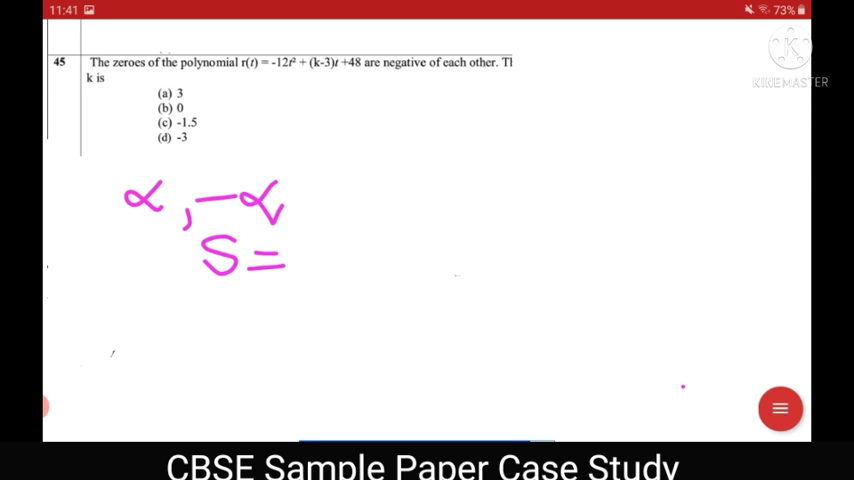 11:41
73%
45 The zeroes of the polynomial r(t) = -12t² + (k-3)t +48 are negative of each other. Th
k is
(a) 3
(b) 0
(c) -1.5
(d) -3
K
KINEMASTER
α, -α,
S =
CBSE Sample Paper Case Study